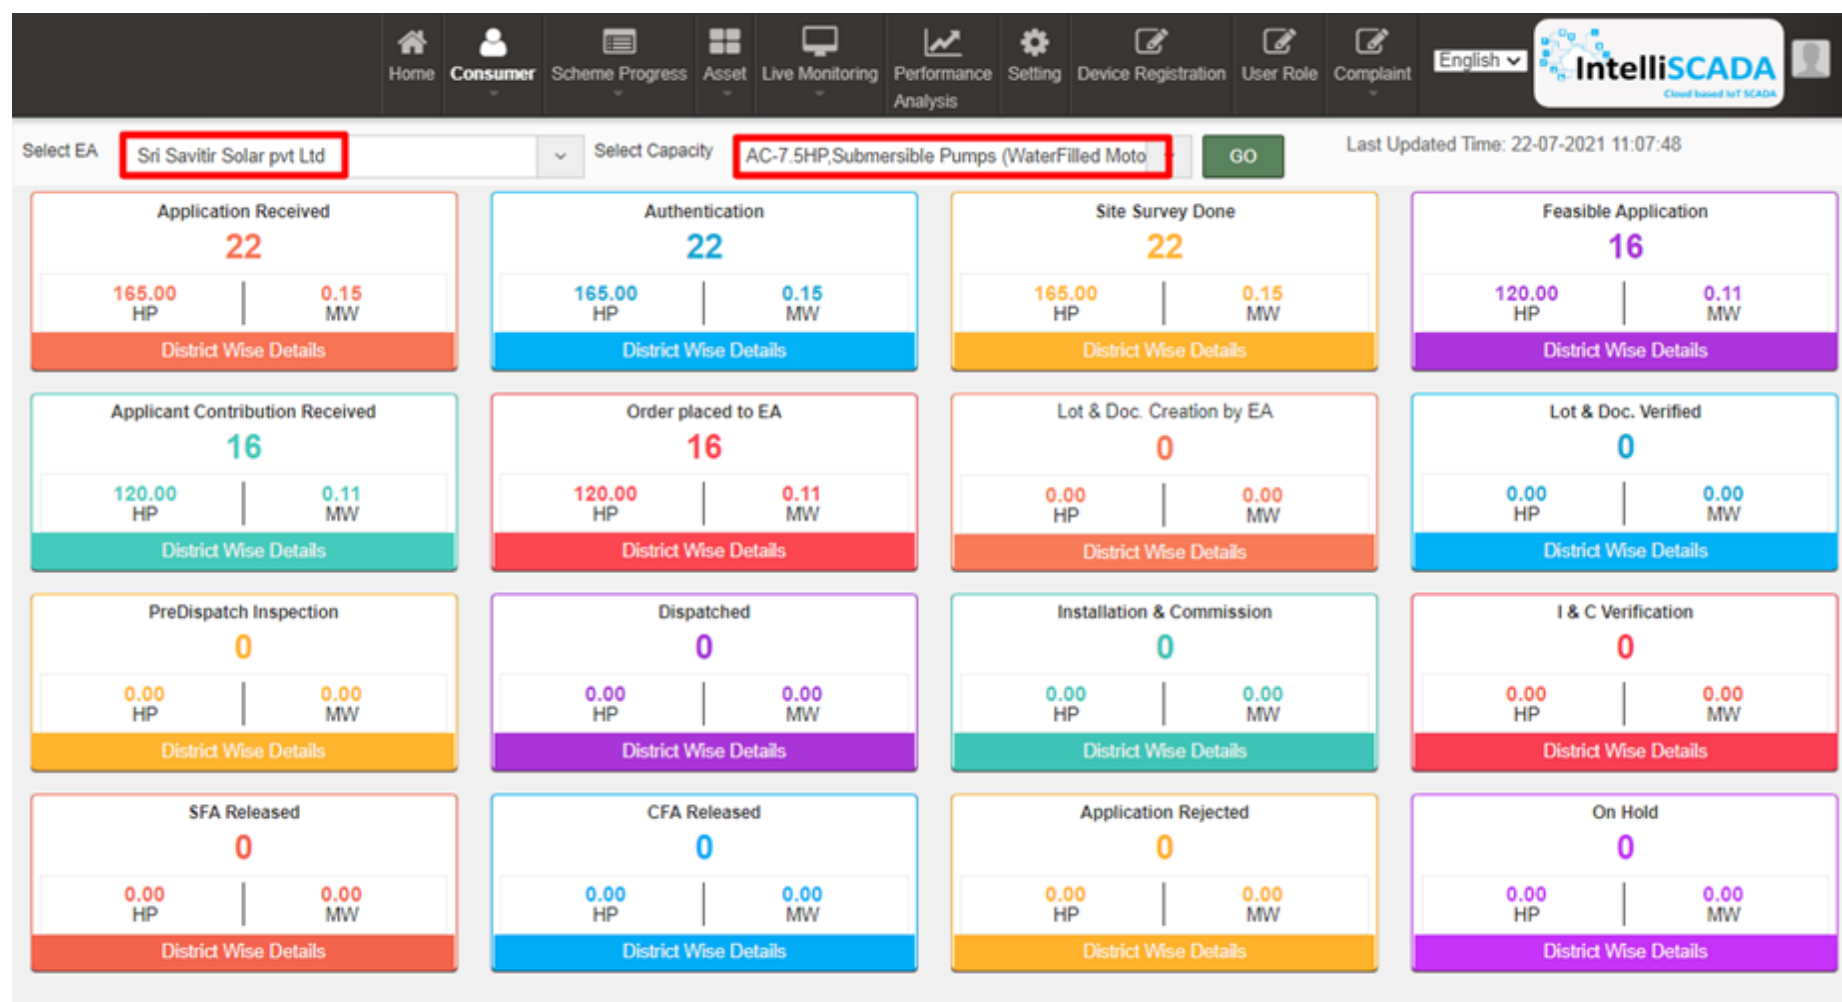 Home Consumer Scheme Progress Asset Live Monitoring Performance Analysis Setting Device Registration User Role Complaint English IntelliSCADA
Cloud based IoT SCADA
Select EA Sri Savitir Solar pvt Ltd Select Capacity AC-7.5HP,Submersible Pumps (WaterFilled Moto GO Last Updated Time: 22-07-2021 11:07:48
Application Received Authentication Site Survey Done Feasible Application
22 22 22 16
165.00 0.15 165.00 0.15 165.00 0.15 120.00 0.11
HP MW HP MW HP MW HP MW
District Wise Details District Wise Details District Wise Details District Wise Details
Applicant Contribution Received Order placed to EA Lot & Doc. Creation by EA Lot & Doc. Verified
16 16 0 0
120.00 0.11 120.00 0.11 0.00 0.00 0.00 0.00
HP MW HP MW HP MW HP MW
District Wise Details District Wise Details District Wise Details District Wise Details
PreDispatch Inspection Dispatched Installation & Commission I & C Verification
0 0 0 0
0.00 0.00 0.00 0.00 0.00 0.00 0.00 0.00
HP MW HP MW HP MW HP MW
District Wise Details District Wise Details District Wise Details District Wise Details
SFA Released CFA Released Application Rejected On Hold
0 0 0 0
0.00 0.00 0.00 0.00 0.00 0.00 0.00 0.00
HP MW HP MW HP MW HP MW
District Wise Details District Wise Details District Wise Details District Wise Details